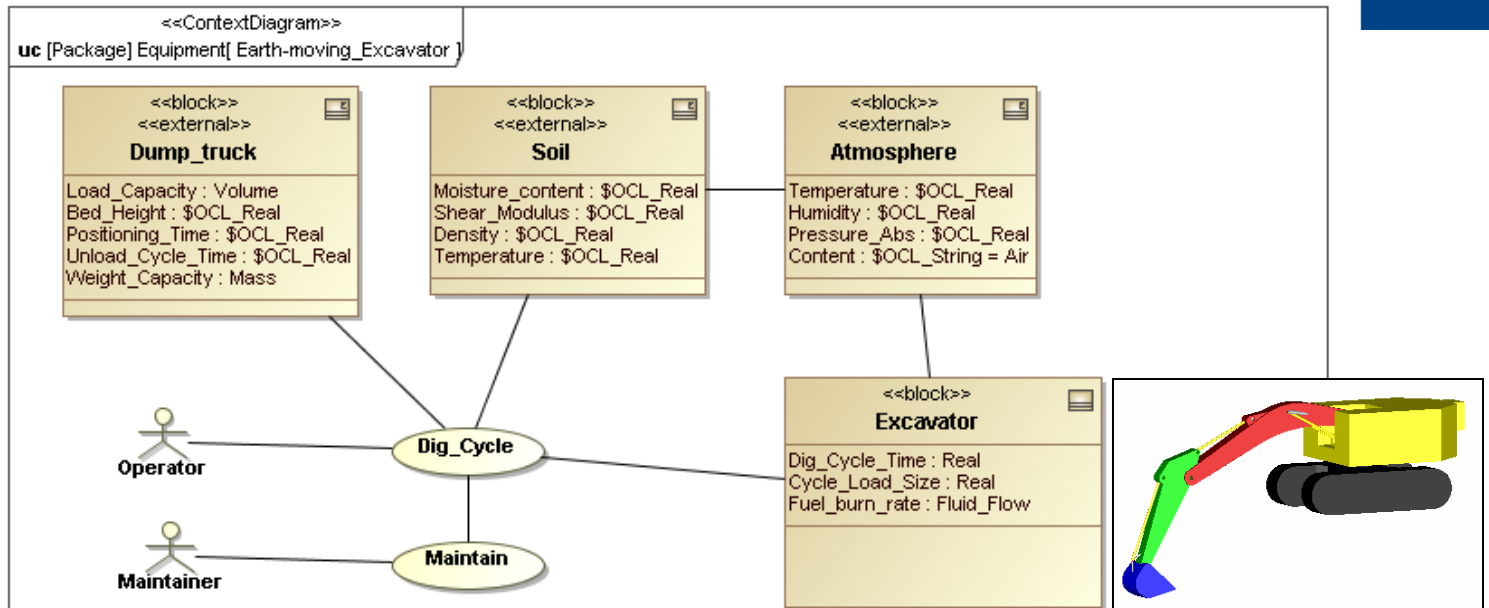 <<ContextDiagram>>
uc [Package] Equipment[ Earth-moving_Excavator ]
<<block>>
<<external>>
Dump_truck
Load_Capacity : Volume
Bed_Height : $OCL_Real
Positioning_Time : $OCL_Real
Unload_Cycle_Time : $OCL_Real
Weight_Capacity : Mass
<<block>>
<<external>>
Soil
Moisture_content : $OCL_Real
Shear_Modulus : $OCL_Real
Density : $OCL_Real
Temperature : $OCL_Real
<<block>>
<<external>>
Atmosphere
Temperature : $OCL_Real
Humidity : $OCL_Real
Pressure_Abs : $OCL_Real
Content : $OCL_String = Air
Operator
Dig_Cycle
<<block>>
Excavator
Dig_Cycle_Time : Real
Cycle_Load_Size : Real
Fuel_burn_rate : Fluid_Flow
Maintainer
Maintain